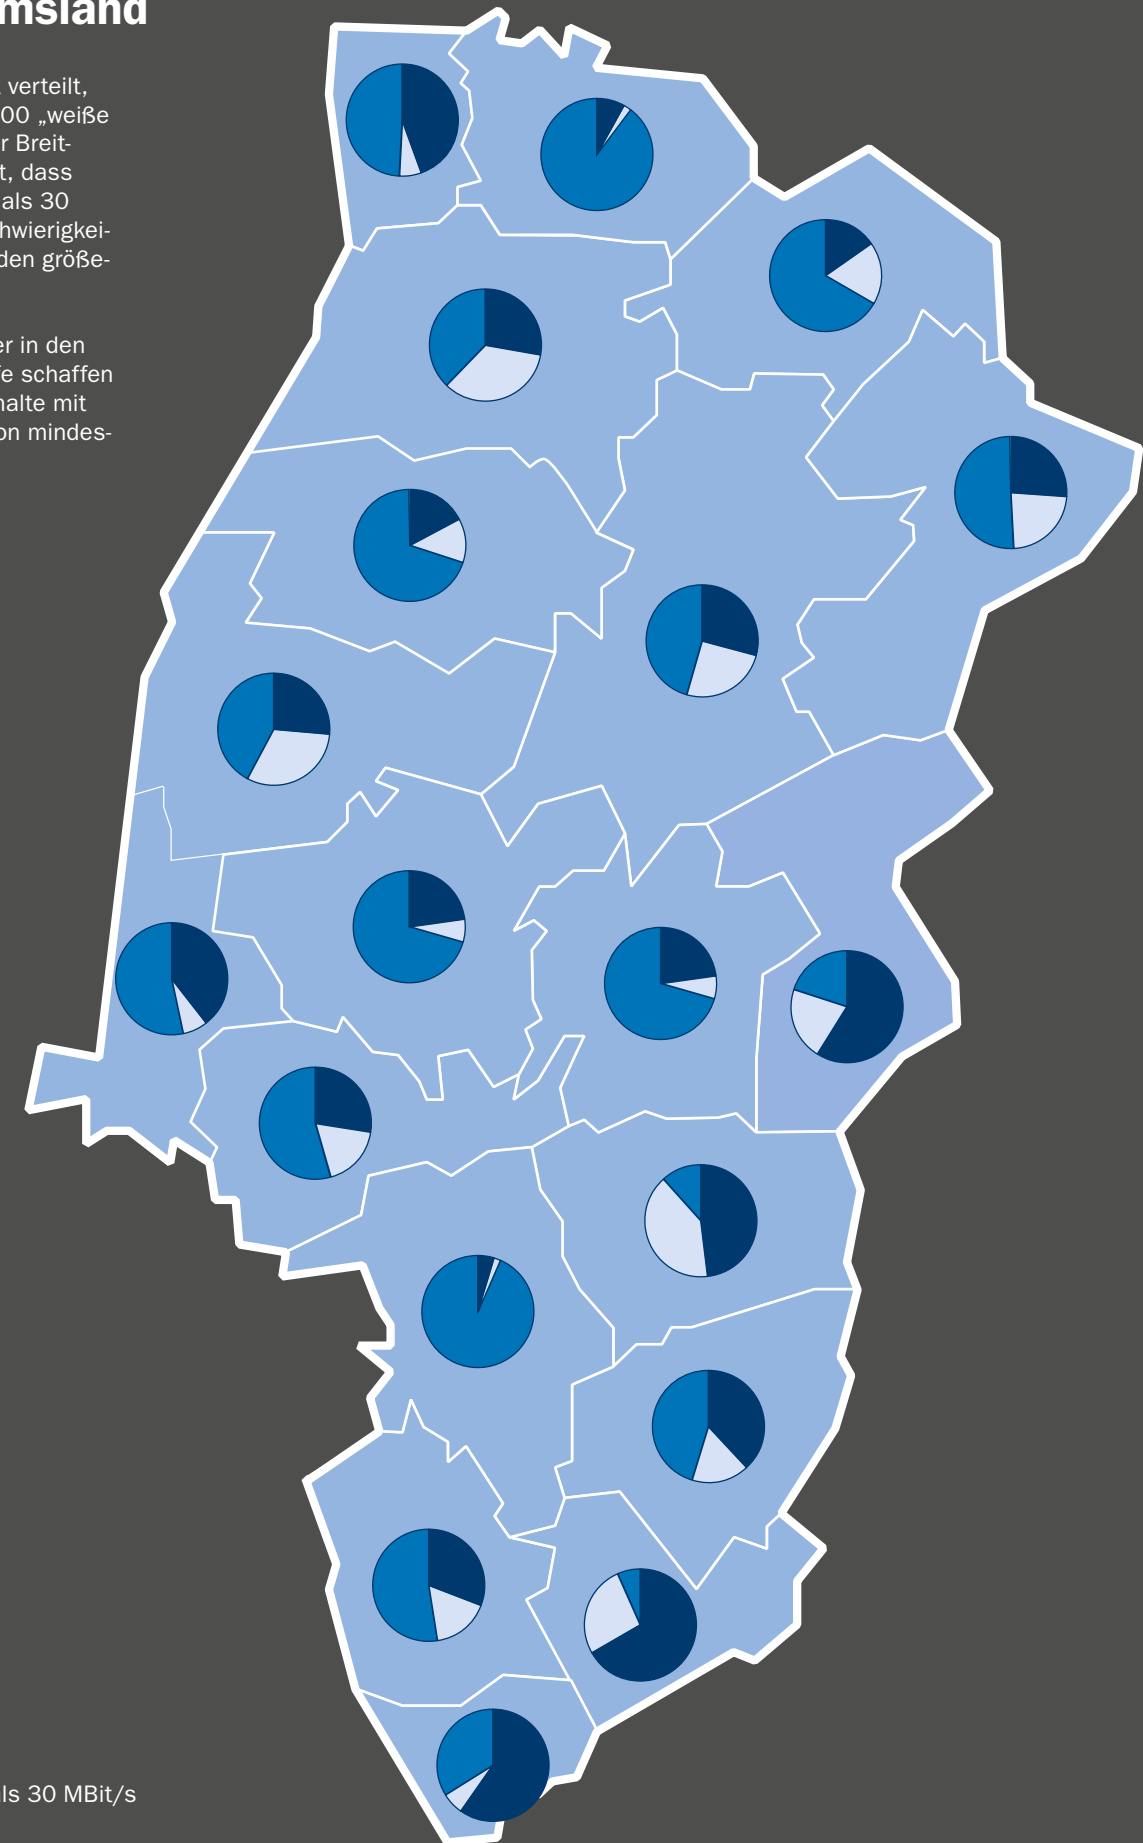 msland
verteilt,
00 „weiße
r Breit-
t, dass
als 30
hwierigkei-
den größe-
er in den
fe schaffen
halte mit
on mindes-
ls 30 MBit/s